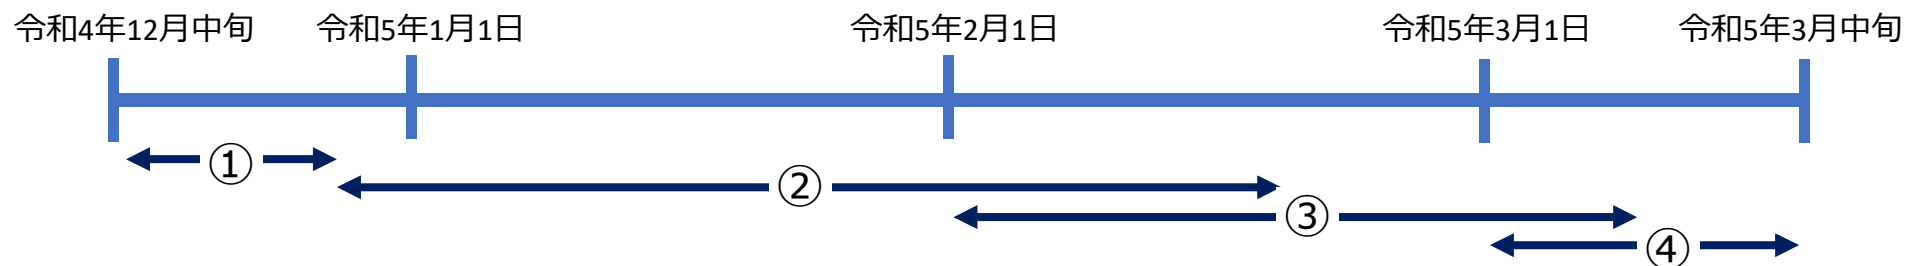 令和4年12月中旬
令和5年1月1日
令和5年2月1日
令和5年3月1日
令和5年3月中旬
①
②
③
④